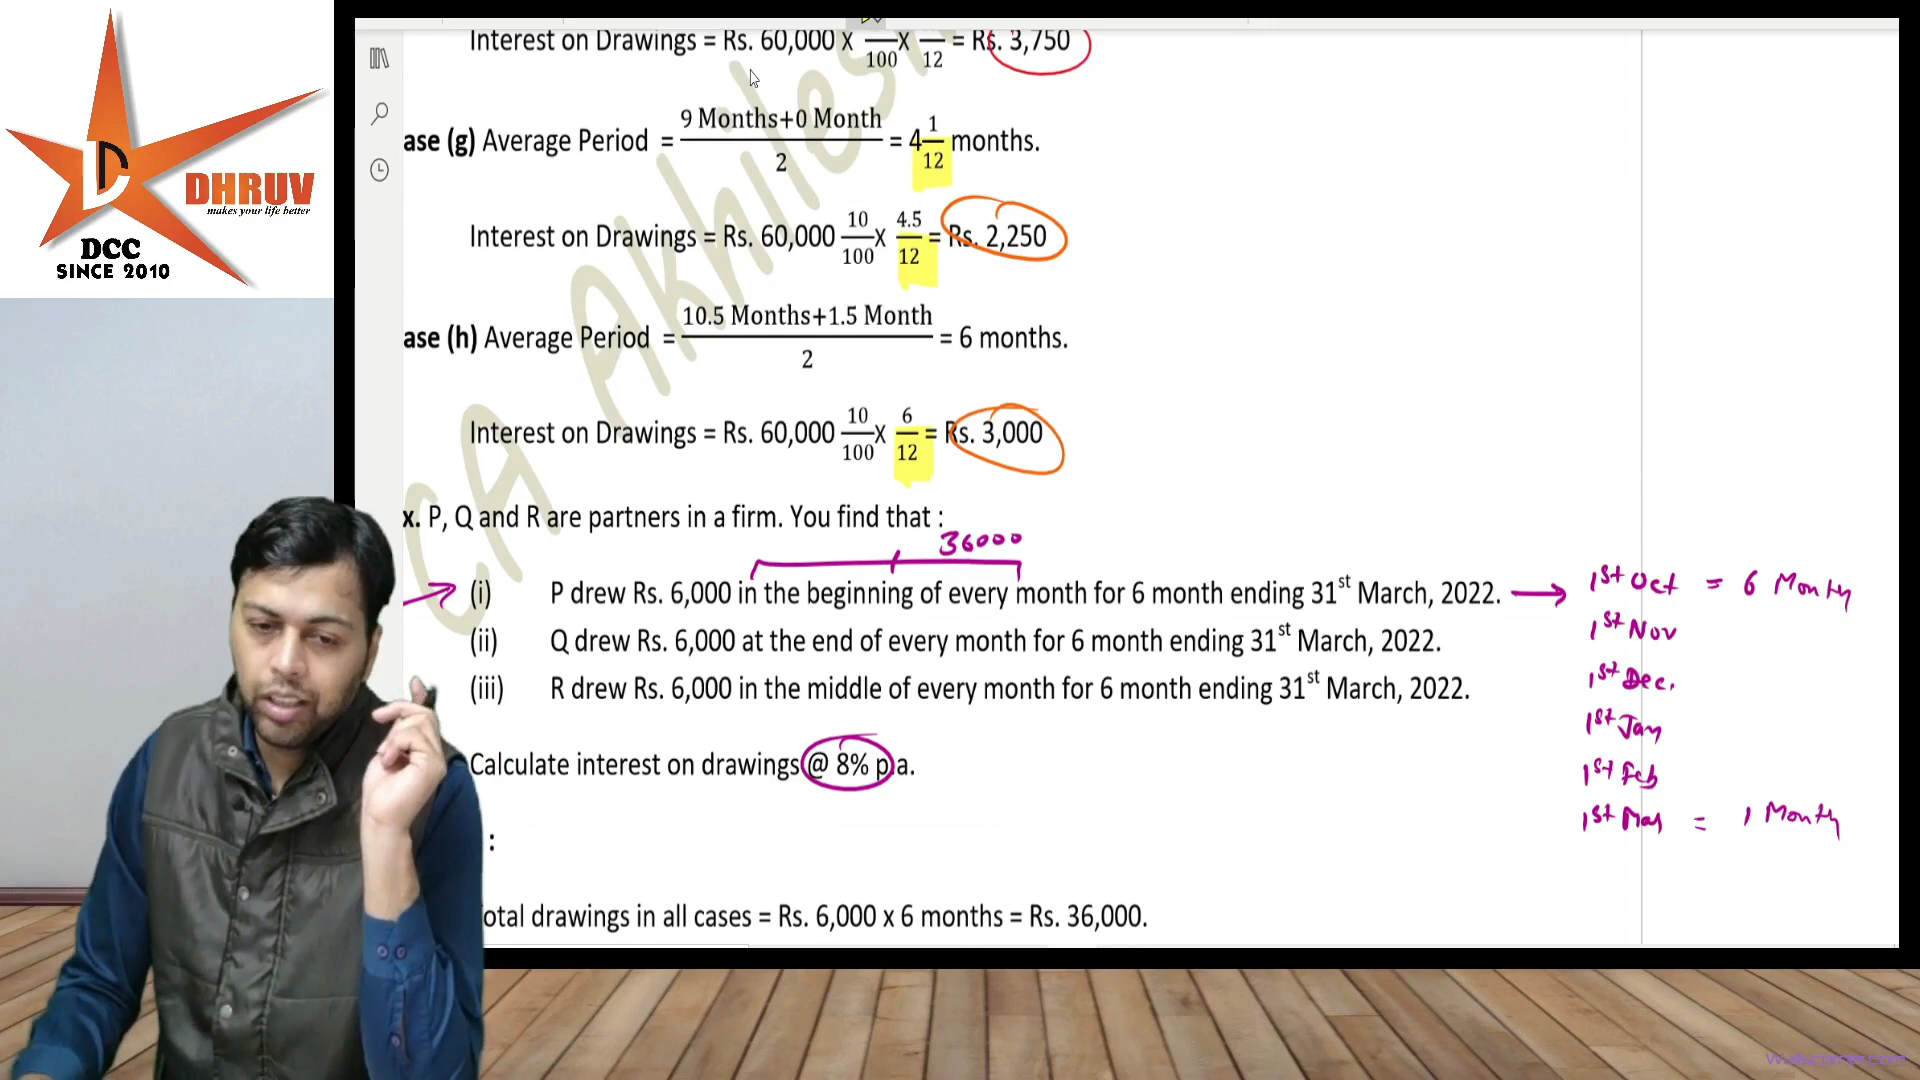 Interest on Drawings = Rs. 60,000 x /100 x /12 = Rs. 3,750
ase (g) Average Period = 9 Months+0 Month / 2 = 4 1/12 months.
Interest on Drawings = Rs. 60,000 10/100 x 4.5/12 = Rs. 2,250
ase (h) Average Period = 10.5 Months+1.5 Month / 2 = 6 months.
Interest on Drawings = Rs. 60,000 10/100 x 6/12 = Rs. 3,000
x. P, Q and R are partners in a firm. You find that :
36000
(i) P drew Rs. 6,000 in the beginning of every month for 6 month ending 31st March, 2022.
(ii) Q drew Rs. 6,000 at the end of every month for 6 month ending 31st March, 2022.
(iii) R drew Rs. 6,000 in the middle of every month for 6 month ending 31st March, 2022.
Calculate interest on drawings @ 8% p.a.
:
otal drawings in all cases = Rs. 6,000 x 6 months = Rs. 36,000.
1st Oct = 6 Month
1st Nov
1st Dec.
1st Jan
1st Feb
1st Mar = 1 Month
CA Akhiles
D
DHRUV
makes your life better
DCC
SINCE 2010